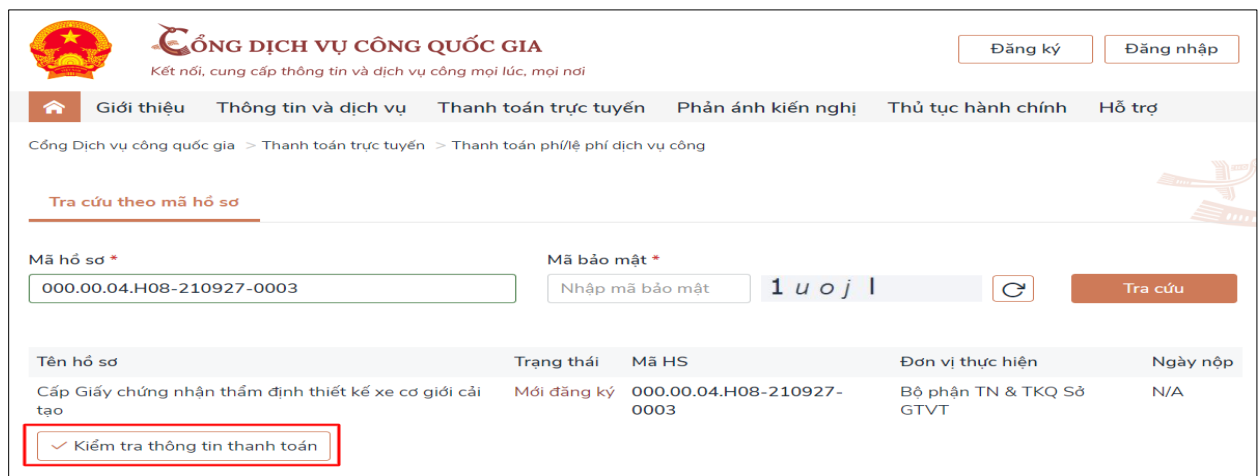 CỔNG DỊCH VỤ CÔNG QUỐC GIA
Kết nối, cung cấp thông tin và dịch vụ công mọi lúc, mọi nơi
Đăng ký Đăng nhập
Giới thiệu Thông tin và dịch vụ Thanh toán trực tuyến Phản ánh kiến nghị Thủ tục hành chính Hỗ trợ
Cổng Dịch vụ công quốc gia > Thanh toán trực tuyến > Thanh toán phí/lệ phí dịch vụ công
Tra cứu theo mã hồ sơ
Mã hồ sơ * Mã bảo mật *
000.00.04.H08-210927-0003 Nhập mã bảo mật 1uojl Tra cứu
Tên hồ sơ Trạng thái Mã HS Đơn vị thực hiện Ngày nộp
Cấp Giấy chứng nhận thẩm định thiết kế xe cơ giới cải Mới đăng ký 000.00.04.H08-210927- Bộ phận TN & TKQ Sở N/A
tạo 0003 GTVT
Kiểm tra thông tin thanh toán